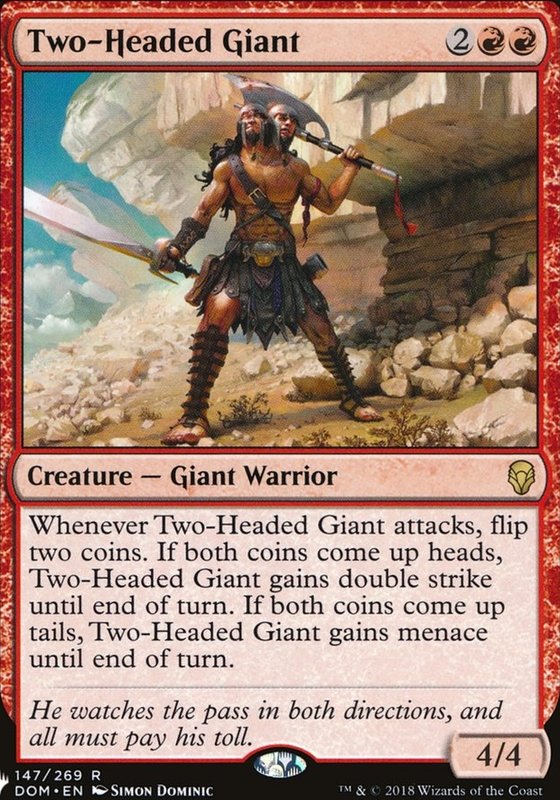 Two-Headed Giant 2
Creature — Giant Warrior
Whenever Two-Headed Giant attacks, flip
two coins. If both coins come up heads,
Two-Headed Giant gains double strike
until end of turn. If both coins come up
tails, Two-Headed Giant gains menace
until end of turn.
He watches the pass in both directions, and
all must pay his toll.
4/4
147/269 R
DOM • EN Simon Dominic ™ & © 2018 Wizards of the Coast